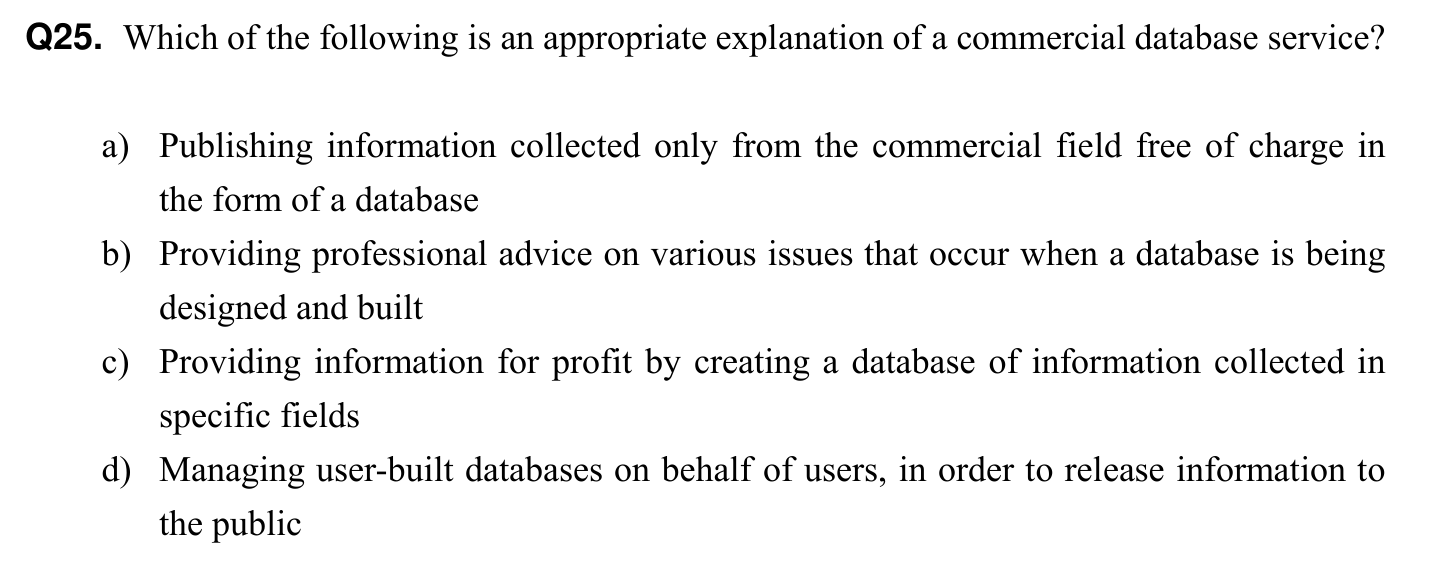 Q25. Which of the following is an appropriate explanation of a commercial database service?
a) Publishing information collected only from the commercial field free of charge in
the form of a database
b) Providing professional advice on various issues that occur when a database is being
designed and built
c) Providing information for profit by creating a database of information collected in
specific fields
d) Managing user-built databases on behalf of users, in order to release information to
the public